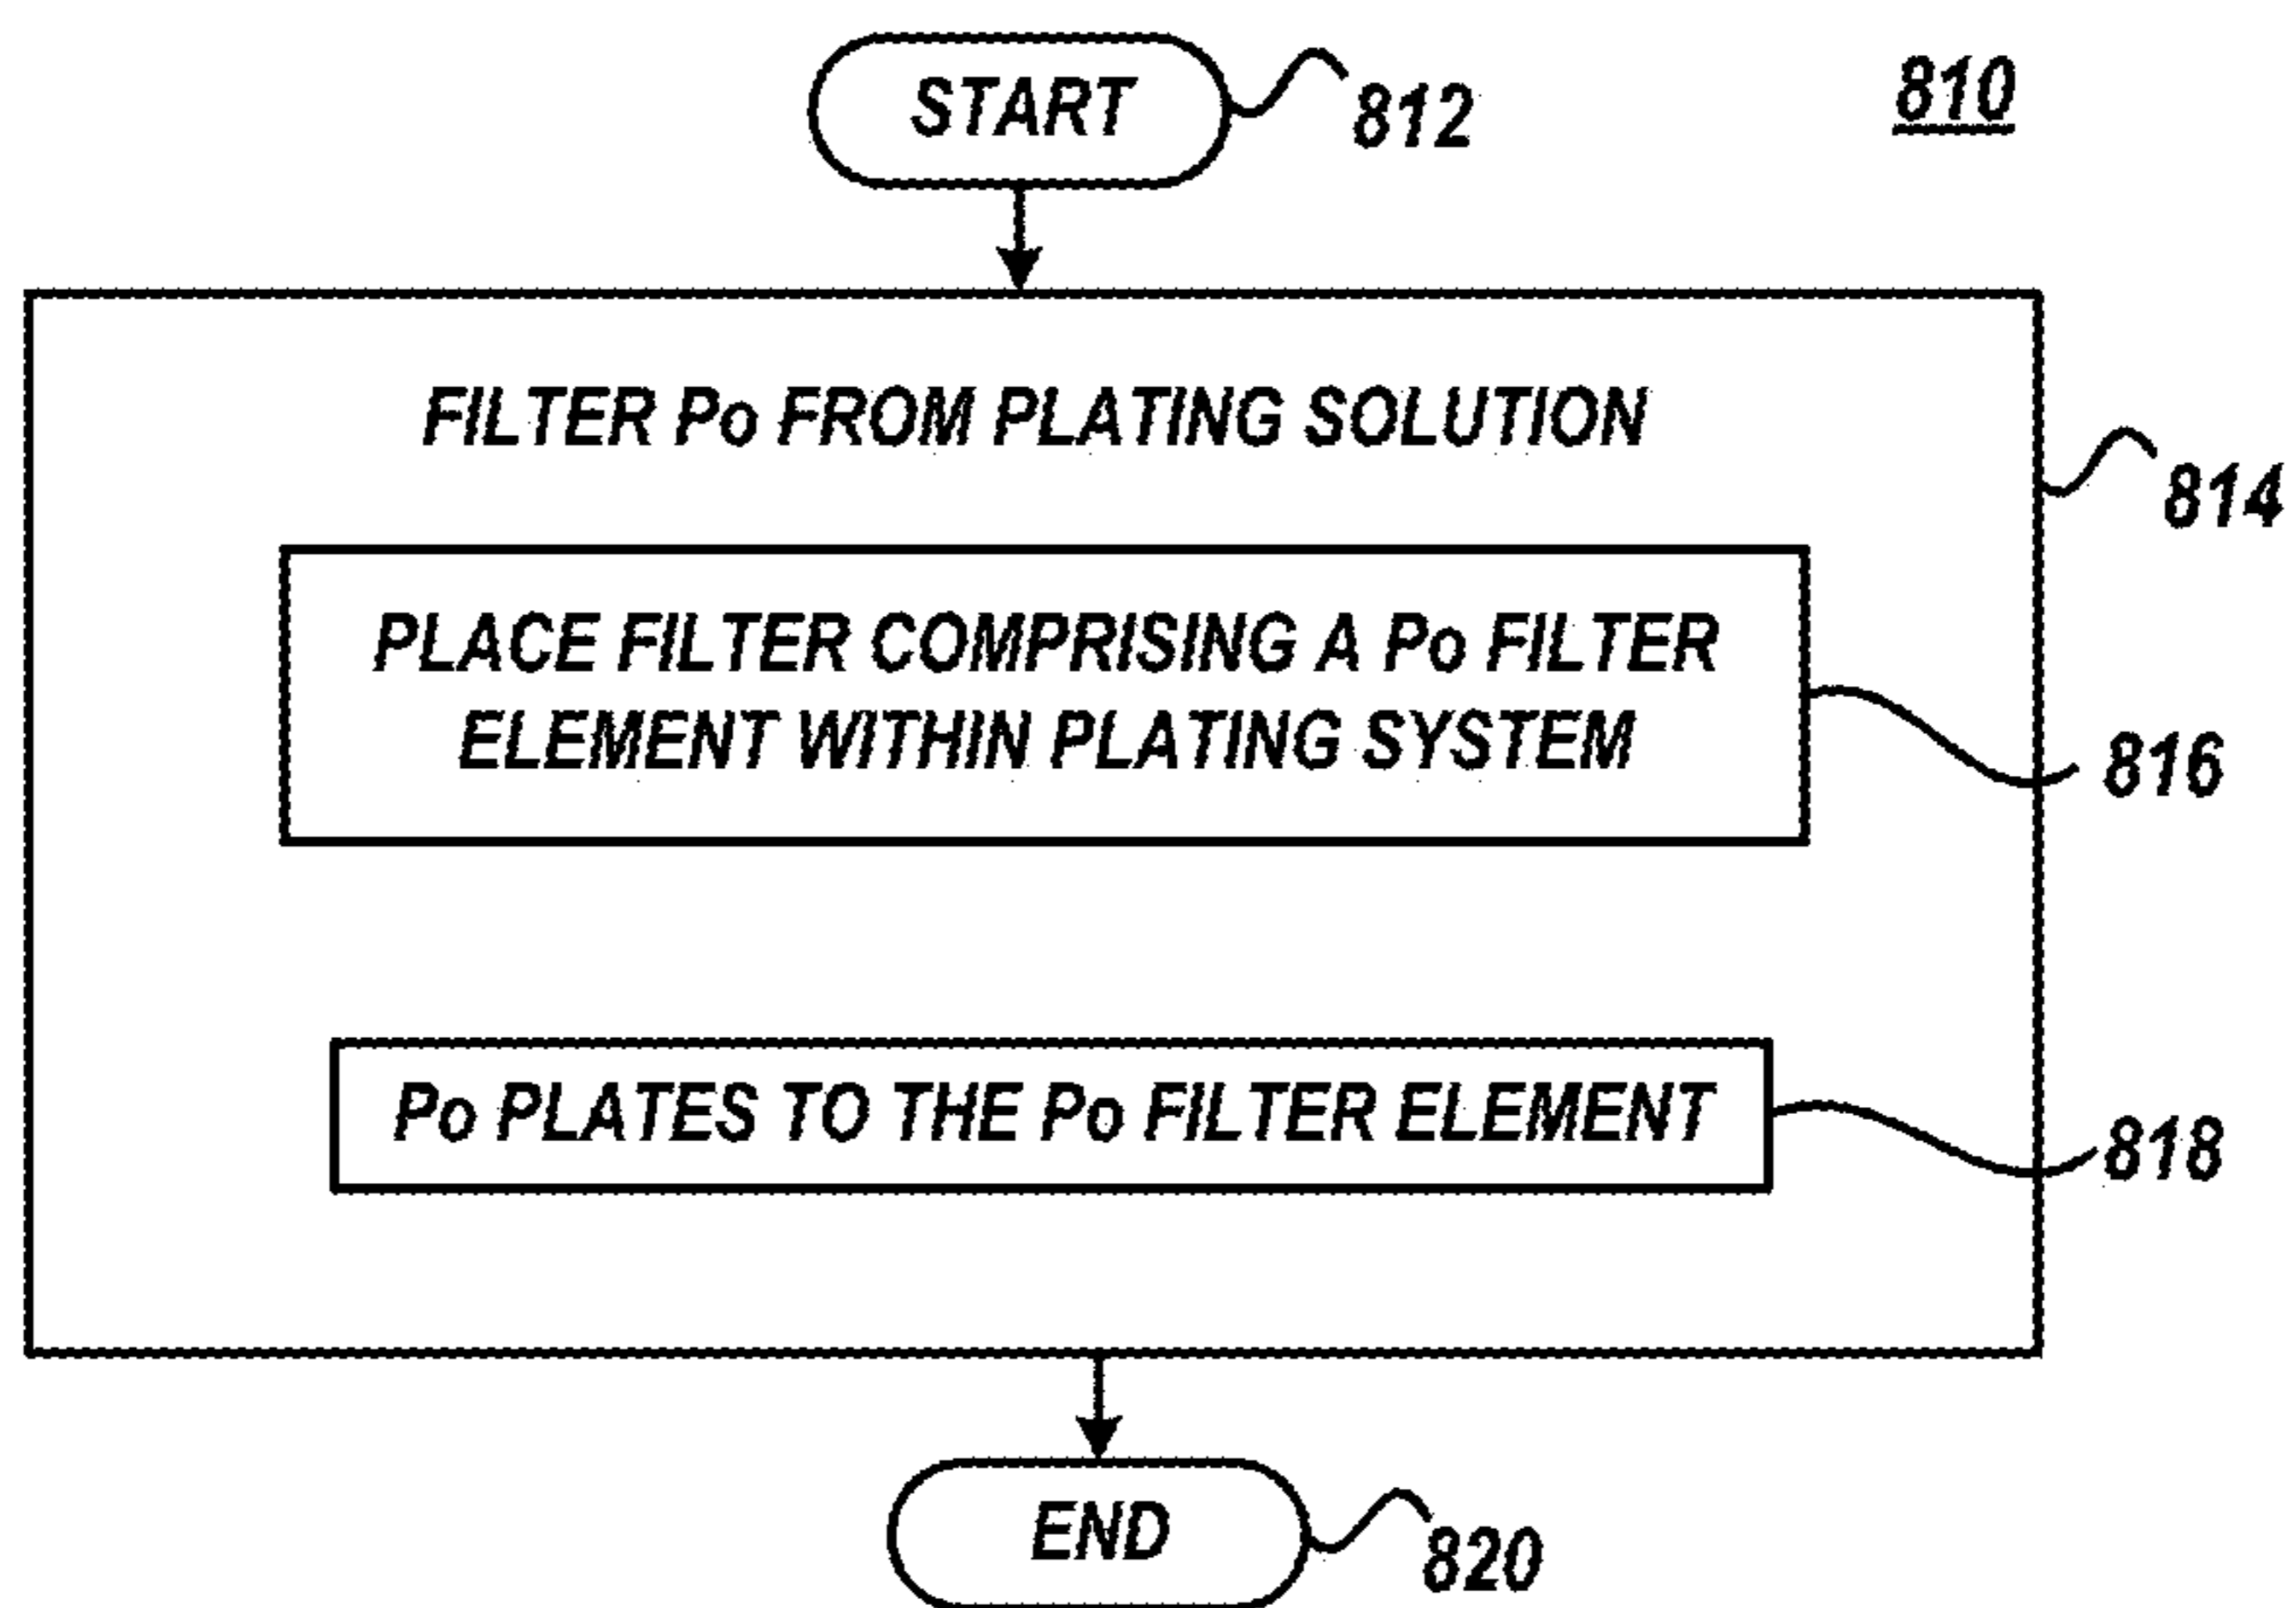 START
812
810
FILTER Po FROM PLATING SOLUTION
814
PLACE FILTER COMPRISING A Po FILTER
ELEMENT WITHIN PLATING SYSTEM
816
Po PLATES TO THE Po FILTER ELEMENT
818
END
820